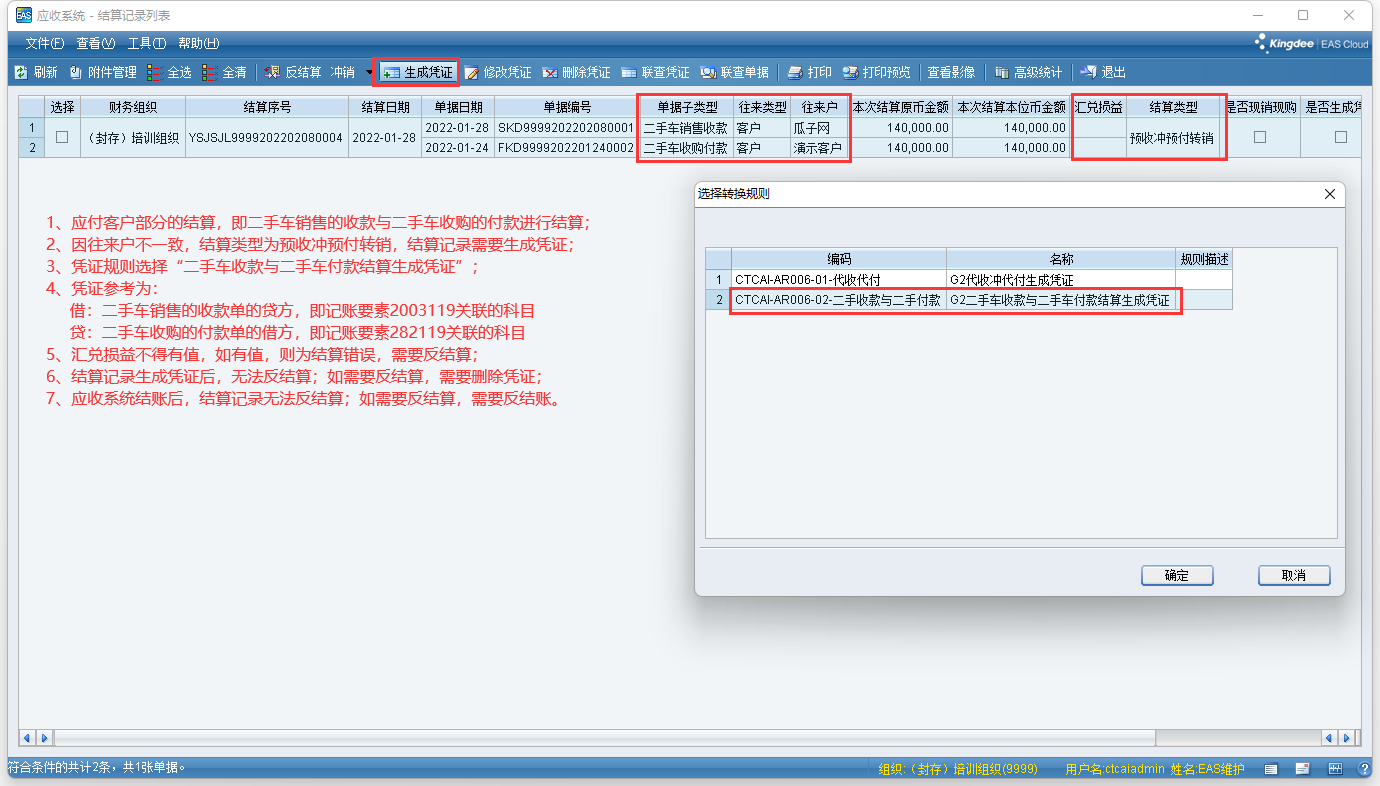 EAS 应收系统 - 结算记录列表
文件(F) 查看(V) 工具(T) 帮助(H)
Kingdee | EAS Cloud
刷新 附件管理 全选 全清 反结算 冲销 生成凭证 修改凭证 删除凭证 联查凭证 联查单据 打印 打印预览 查看影像 高级统计 退出
选择 财务组织 结算序号 结算日期 单据日期 单据编号 单据子类型 往来类型 往来户 本次结算原币金额 本次结算本位币金额 汇兑损益 结算类型 是否现销现购 是否生成凭
1 （封存）培训组织 YSJSJL9999202202080004 2022-01-28 2022-01-28 SKD9999202202080001 二手车销售收款 客户 瓜子网 140,000.00 140,000.00 预收冲预付转销
2 2022-01-24 FKD9999202201240002 二手车收购付款 客户 演示客户 140,000.00 140,000.00
1、应付客户部分的结算，即二手车销售的收款与二手车收购的付款进行结算；
2、因往来户不一致，结算类型为预收冲预付转销，结算记录需要生成凭证；
3、凭证规则选择“二手车收款与二手车付款结算生成凭证”；
4、凭证参考为：
借：二手车销售的收款单的贷方，即记账要素2003119关联的科目
贷：二手车收购的付款单的借方，即记账要素282119关联的科目
5、汇兑损益不得有值，如有值，则为结算错误，需要反结算；
6、结算记录生成凭证后，无法反结算；如需要反结算，需要删除凭证；
7、应收系统结账后，结算记录无法反结算；如需要反结算，需要反结账。
选择转换规则
编码 名称 规则描述
1 CTCAI-AR006-01-代收代付 G2代收冲代付生成凭证
2 CTCAI-AR006-02-二手收款与二手付款 G2二手车收款与二手车付款结算生成凭证
确定 取消
符合条件的共计2条，共1张单据。
组织:（封存）培训组织(9999) 用户名:ctcaiadmin 姓名:EAS维护